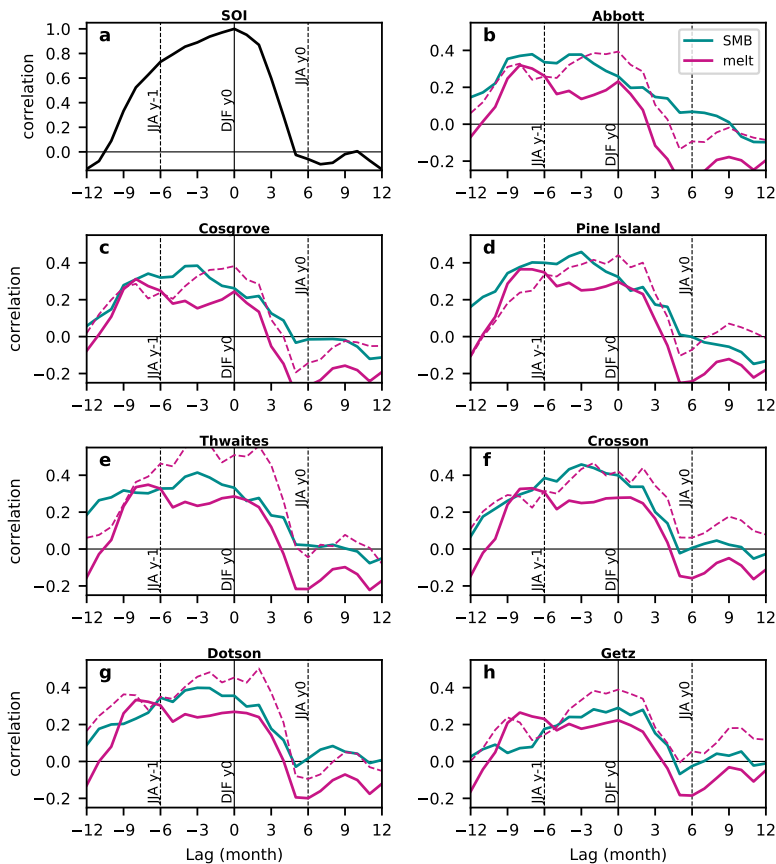 SOI
a
1.0
0.8
0.6
0.4
0.2
0.0
correlation
JJA y-1
DJF y0
JJA y0
−12 −9 −6 −3 0 3 6 9 12
Abbott
b
SMB
melt
0.4
0.2
0.0
−0.2
JJA y-1
DJF y0
−12 −9 −6 −3 0 3 6 9 12
Cosgrove
c
0.4
0.2
0.0
−0.2
correlation
JJA y-1
DJF y0
JJA y0
−12 −9 −6 −3 0 3 6 9 12
Pine Island
d
0.4
0.2
0.0
−0.2
JJA y-1
DJF y0
JJA y0
−12 −9 −6 −3 0 3 6 9 12
Thwaites
e
0.4
0.2
0.0
−0.2
correlation
JJA y-1
DJF y0
JJA y0
−12 −9 −6 −3 0 3 6 9 12
Crosson
f
0.4
0.2
0.0
−0.2
JJA y-1
DJF y0
JJA y0
−12 −9 −6 −3 0 3 6 9 12
Dotson
g
0.4
0.2
0.0
−0.2
correlation
JJA y-1
DJF y0
JJA y0
−12 −9 −6 −3 0 3 6 9 12
Lag (month)
Getz
h
0.4
0.2
0.0
−0.2
JJA y-1
DJF y0
JJA y0
−12 −9 −6 −3 0 3 6 9 12
Lag (month)